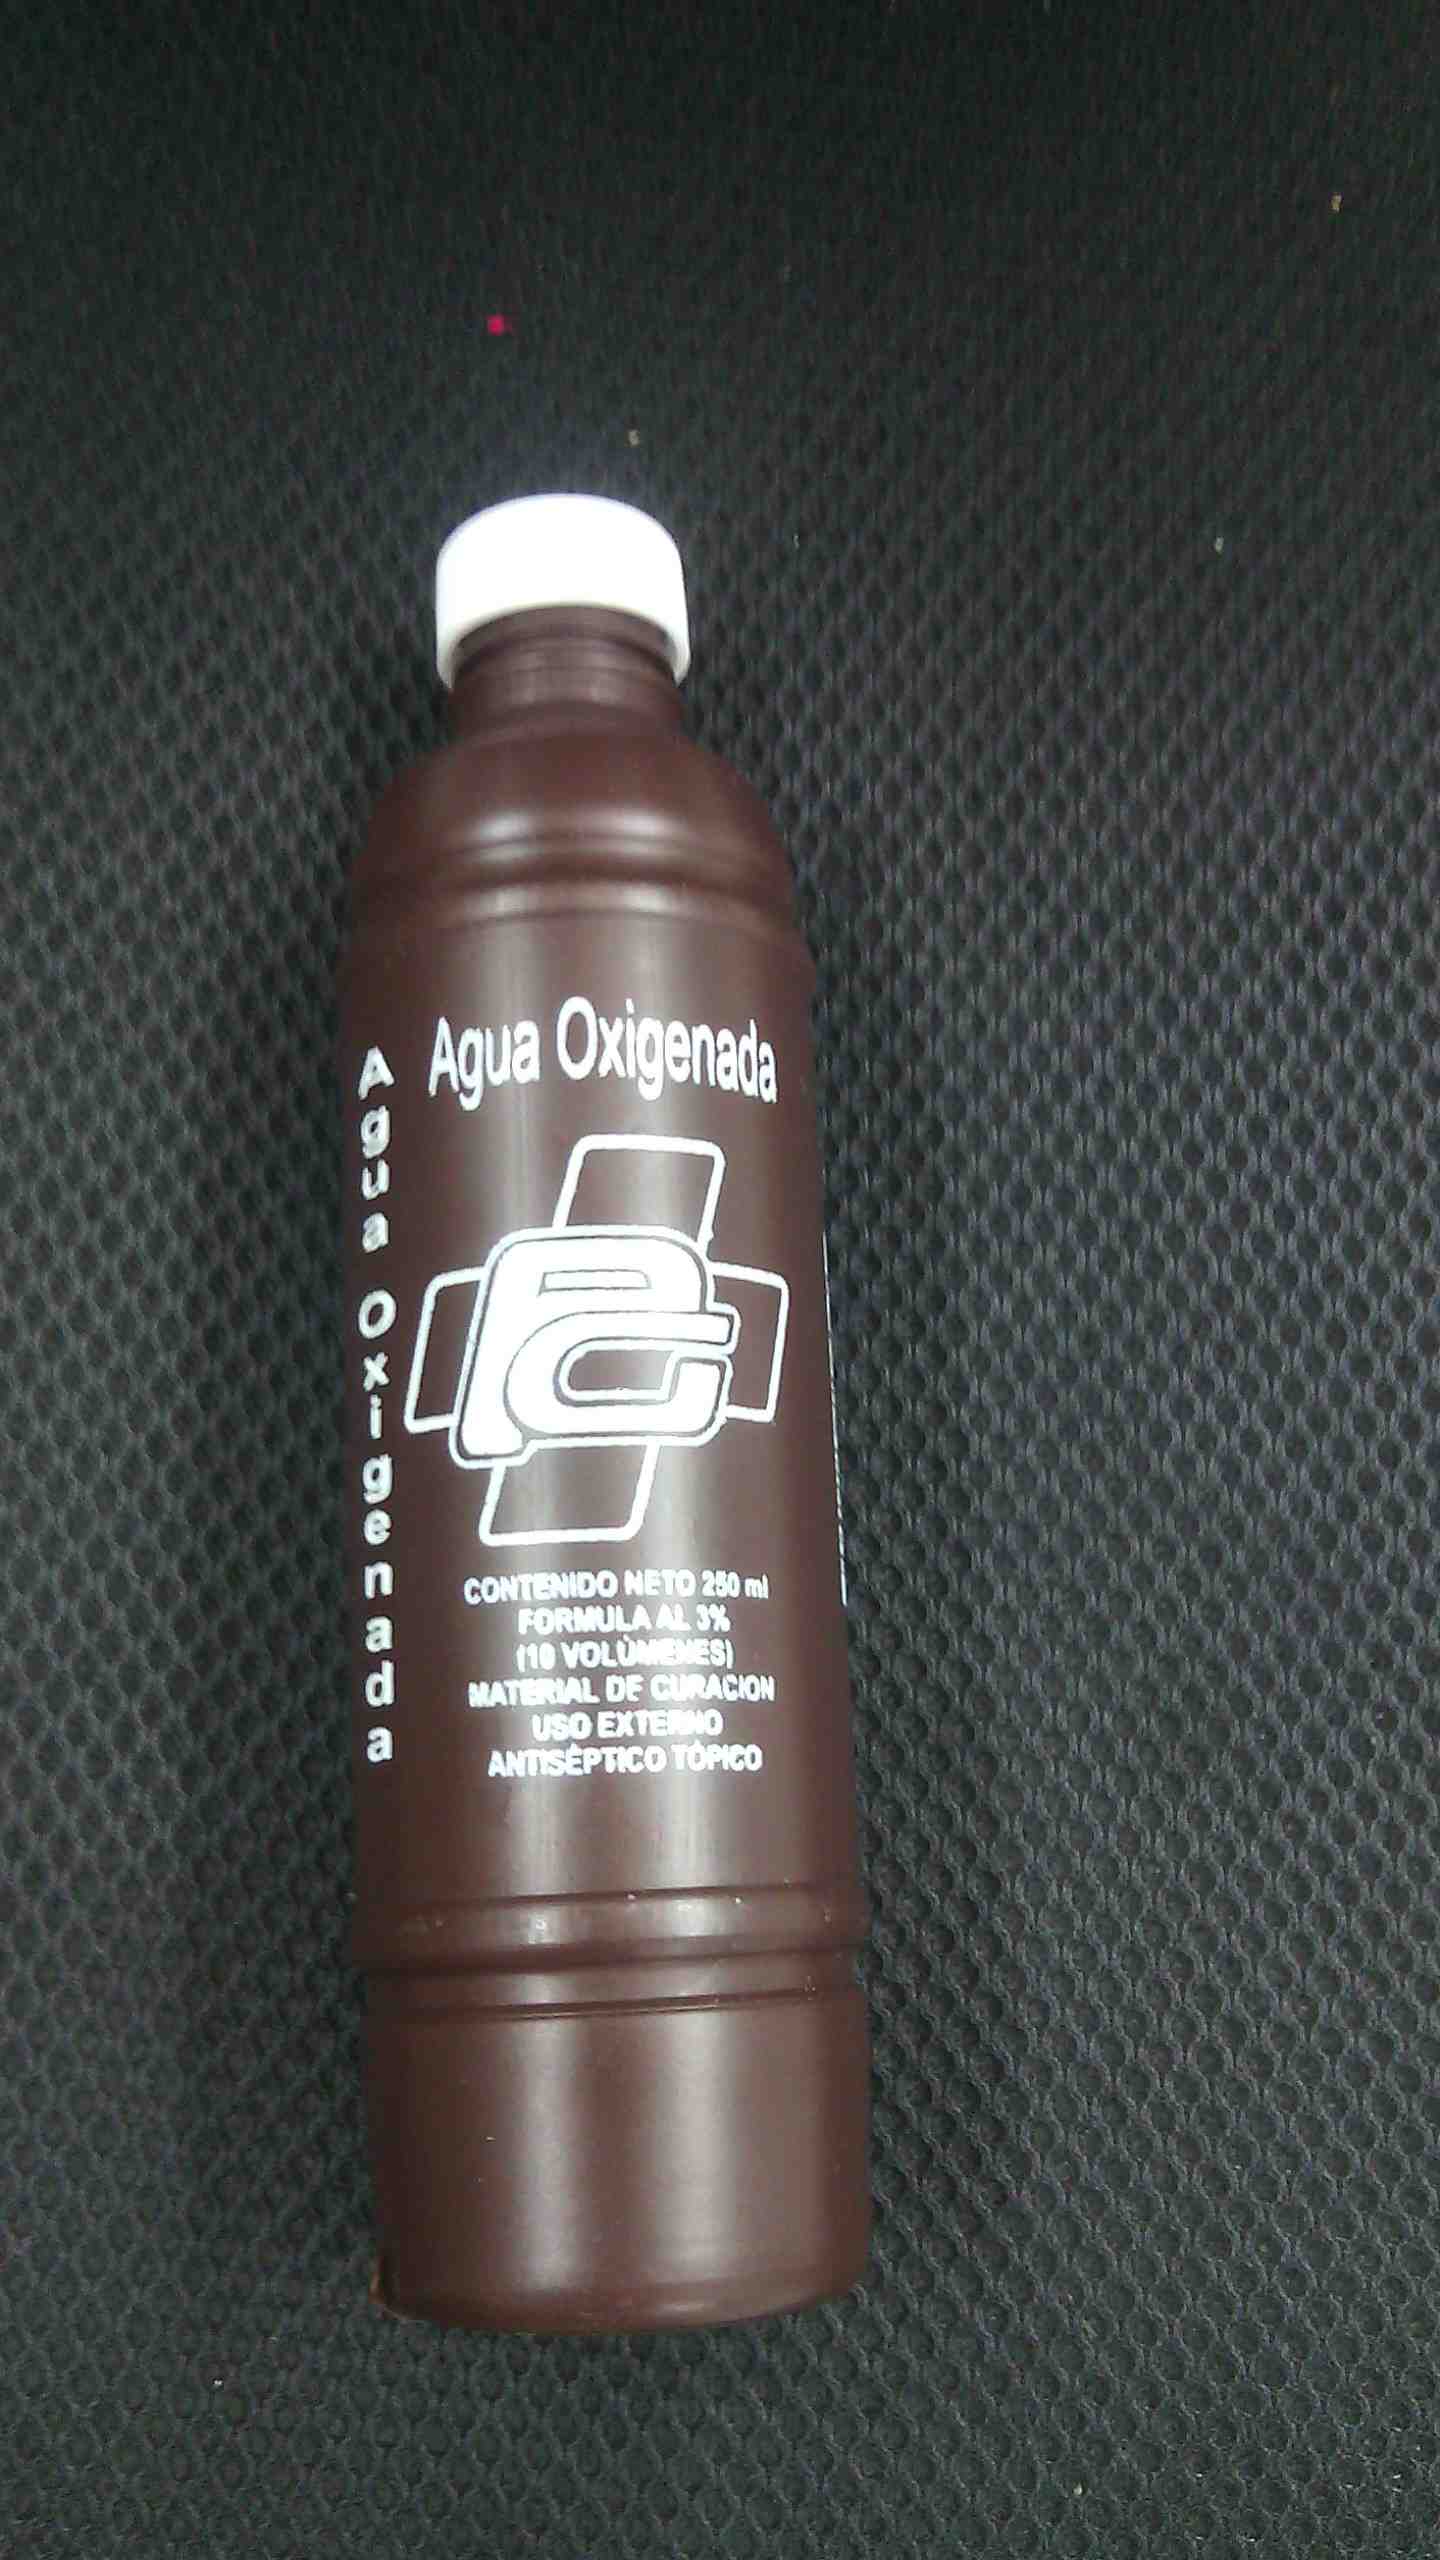 Agua Oxigenada
Agua Oxigenada
PC
CONTENIDO NETO 250 ml
FORMULA AL 3%
(10 VOLÚMENES)
MATERIAL DE CURACION
USO EXTERNO
ANTISÉPTICO TÓPICO